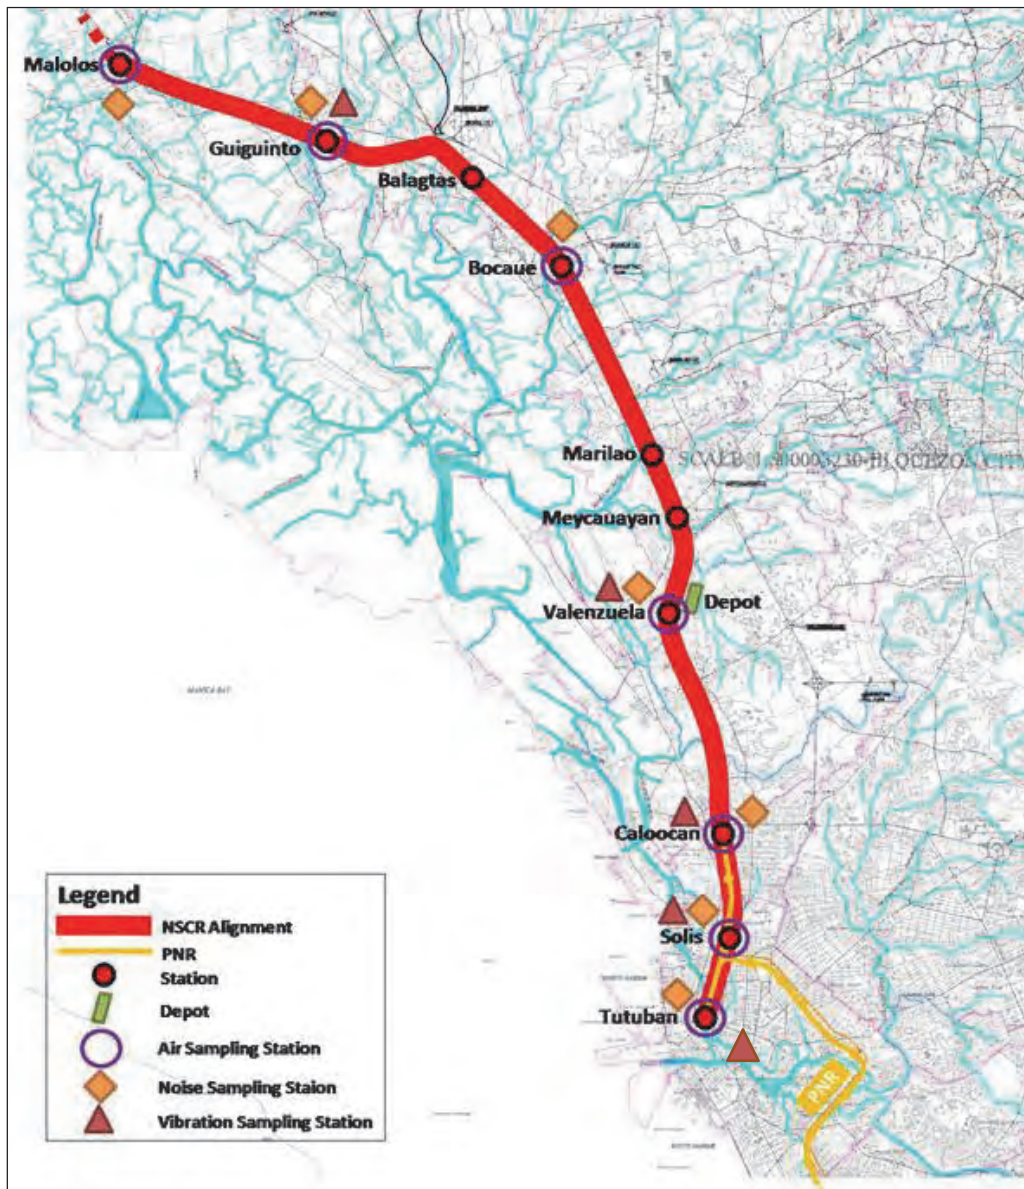 Malolos
Guiguinto
Balagtas
Bocaue
Marilao
Meycauayan
Valenzuela
Depot
Caloocan
Solis
Tutuban
PNR
Legend
NSCR Alignment
PNR
Station
Depot
Air Sampling Station
Noise Sampling Staion
Vibration Sampling Station